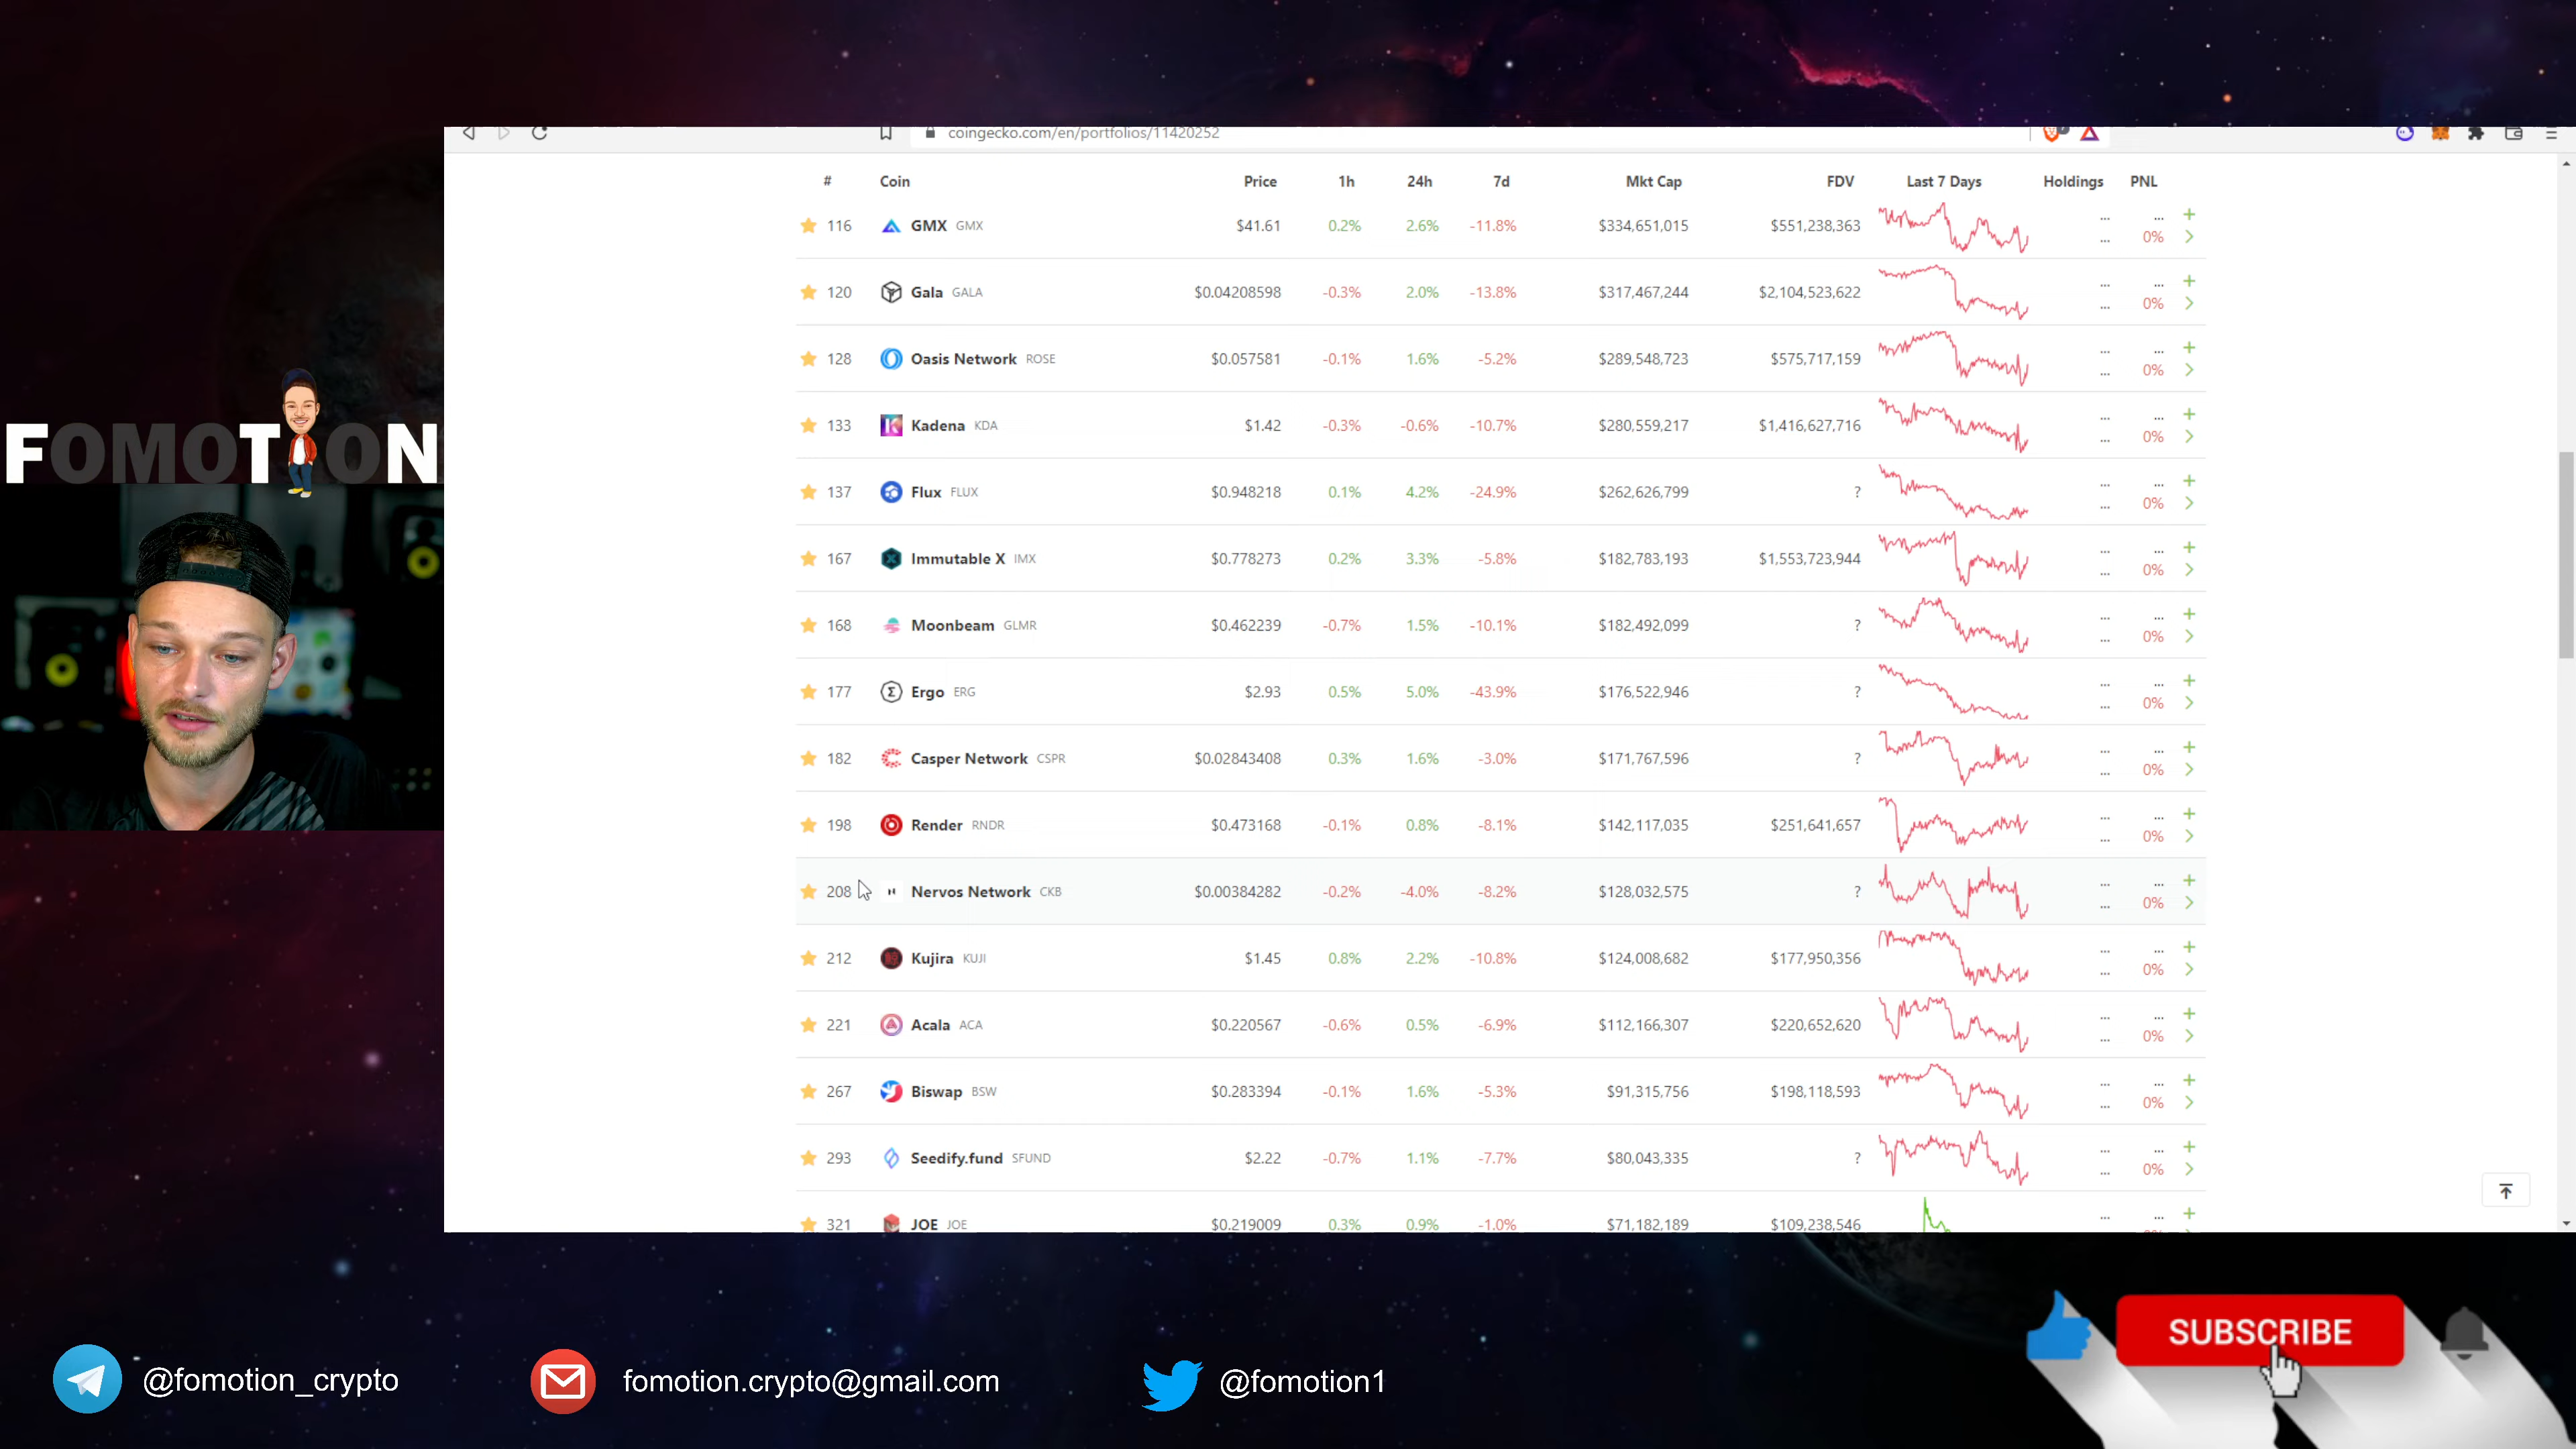 coingecko.com/en/portfolios/11420252
# Coin Price 1h 24h 7d Mkt Cap FDV Last 7 Days Holdings PNL
116 GMX GMX $41.61 0.2% 2.6% -11.8% $334,651,015 $551,238,363 ... ...
... 0%
120 Gala GALA $0.04208598 -0.3% 2.0% -13.8% $317,467,244 $2,104,523,622 ... ...
... 0%
128 Oasis Network ROSE $0.057581 -0.1% 1.6% -5.2% $289,548,723 $575,717,159 ... ...
... 0%
133 Kadena KDA $1.42 -0.3% -0.6% -10.7% $280,559,217 $1,416,627,716 ... ...
... 0%
137 Flux FLUX $0.948218 0.1% 4.2% -24.9% $262,626,799 ? ... ...
... 0%
167 Immutable X IMX $0.778273 0.2% 3.3% -5.8% $182,783,193 $1,553,723,944 ... ...
... 0%
168 Moonbeam GLMR $0.462239 -0.7% 1.5% -10.1% $182,492,099 ? ... ...
... 0%
177 Ergo ERG $2.93 0.5% 5.0% -43.9% $176,522,946 ? ... ...
... 0%
182 Casper Network CSPR $0.02843408 0.3% 1.6% -3.0% $171,767,596 ? ... ...
... 0%
198 Render RNDR $0.473168 -0.1% 0.8% -8.1% $142,117,035 $251,641,657 ... ...
... 0%
208 Nervos Network CKB $0.00384282 -0.2% -4.0% -8.2% $128,032,575 ? ... ...
... 0%
212 Kujira KUJI $1.45 0.8% 2.2% -10.8% $124,008,682 $177,950,356 ... ...
... 0%
221 Acala ACA $0.220567 -0.6% 0.5% -6.9% $112,166,307 $220,652,620 ... ...
... 0%
267 Biswap BSW $0.283394 -0.1% 1.6% -5.3% $91,315,756 $198,118,593 ... ...
... 0%
293 Seedify.fund SFUND $2.22 -0.7% 1.1% -7.7% $80,043,335 ? ... ...
... 0%
321 JOE JOE $0.219009 0.3% 0.9% -1.0% $71,182,189 $109,238,546 ... ...
FOMOTION
@fomotion_crypto
fomotion.crypto@gmail.com
@fomotion1
SUBSCRIBE